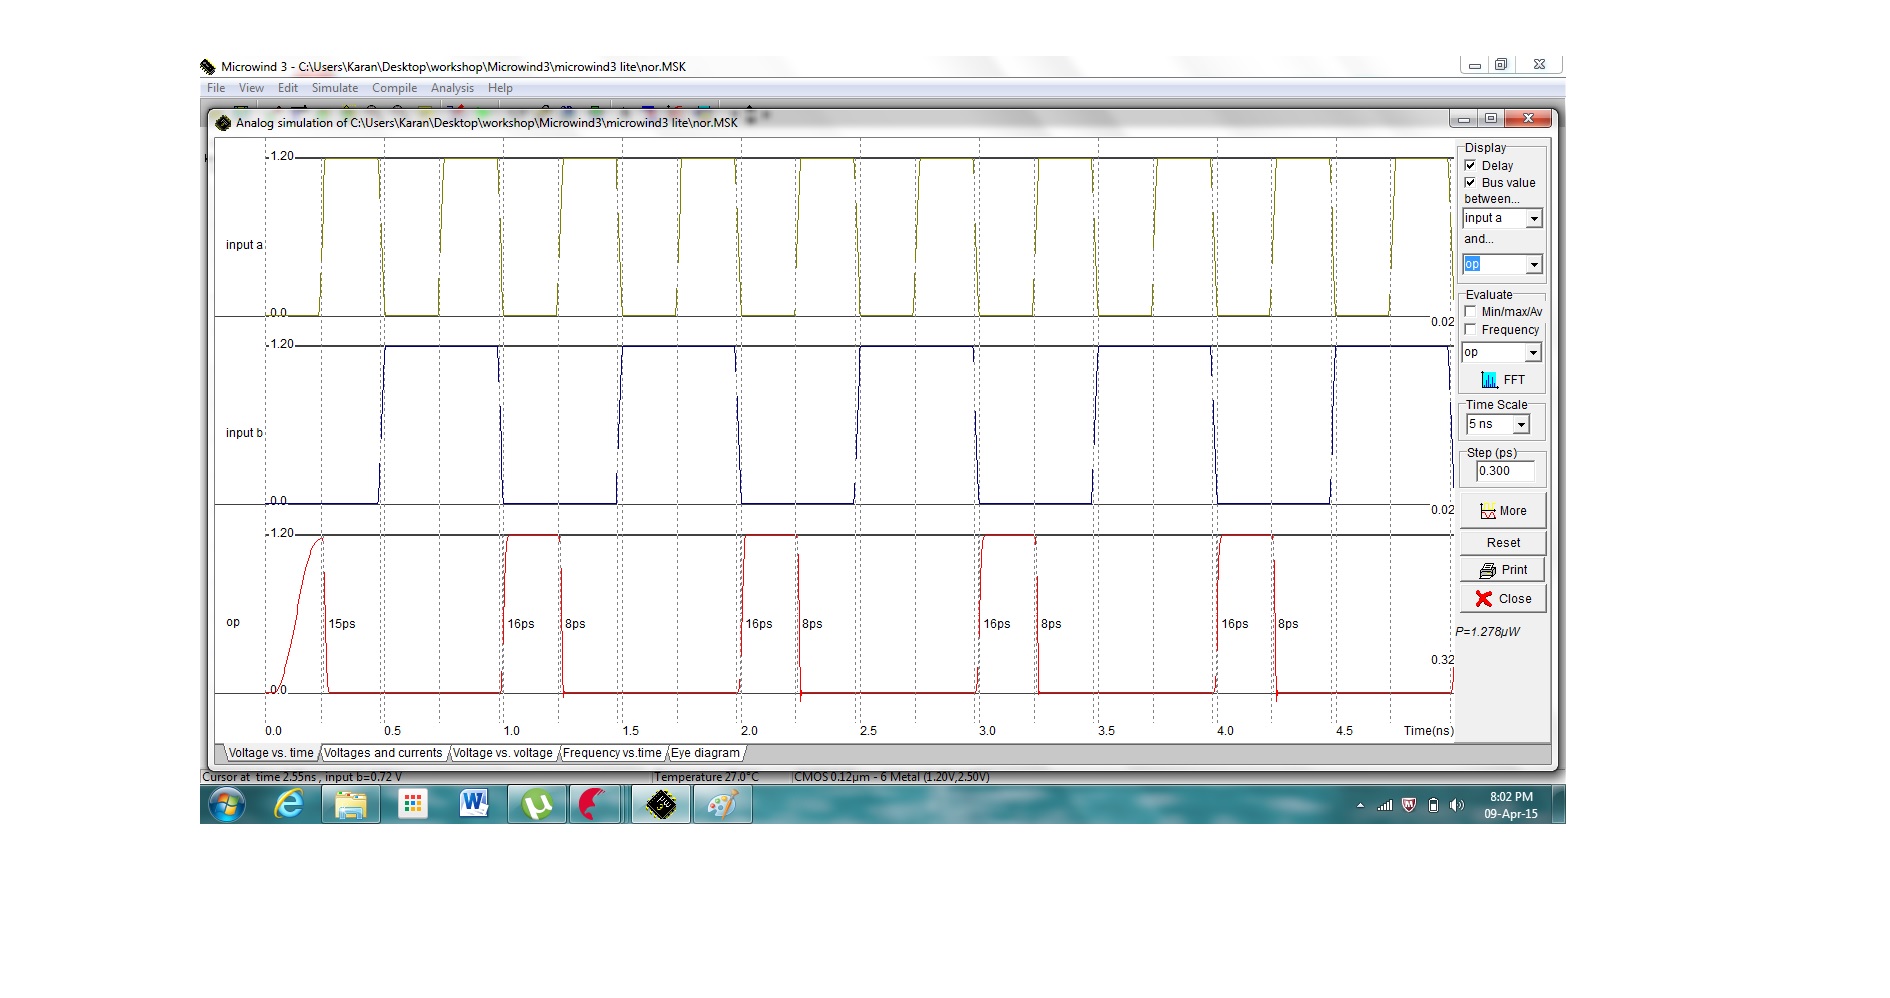 Microwind 3 - C:\Users\Karan\Desktop\workshop\Microwind3\microwind3 lite\nor.MSK
File View Edit Simulate Compile Analysis Help
Analog simulation of C:\Users\Karan\Desktop\workshop\Microwind3\microwind3 lite\nor.MSK
1.20
input a
0.0
0.02
1.20
input b
0.0
0.02
1.20
op
15ps 16ps 8ps 16ps 8ps 16ps 8ps 16ps 8ps
0.32
0.0
0.0 0.5 1.0 1.5 2.0 2.5 3.0 3.5 4.0 4.5 Time(ns)
Display
Delay
Bus value
between...
input a
and...
op
Evaluate
Min/max/Av
Frequency
op
FFT
Time Scale
5 ns
Step (ps)
0.300
More
Reset
Print
Close
P=1.278µW
Voltage vs. time Voltages and currents Voltage vs. voltage Frequency vs.time Eye diagram
Cursor at time 2.55ns , input b=0.72 V Temperature 27.0°C CMOS 0.12µm - 6 Metal (1.20V,2.50V)
8:02 PM
09-Apr-15